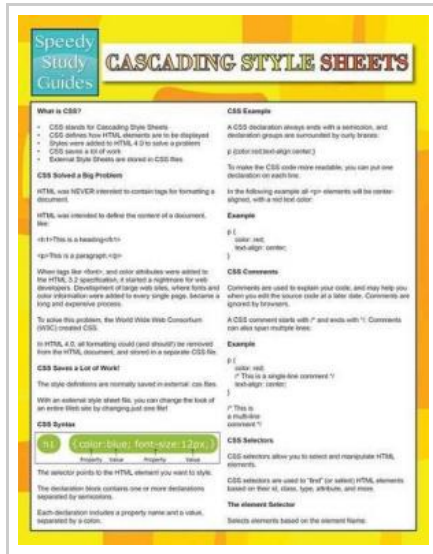 Speedy
Study
Guides
CASCADING STYLE SHEETS
What is CSS?
• CSS stands for Cascading Style Sheets
• CSS defines how HTML elements are to be displayed
• Styles were added to HTML 4.0 to solve a problem
• CSS saves a lot of work
• External Style Sheets are stored in CSS files
CSS Solved a Big Problem
HTML was NEVER intended to contain tags for formatting a
document.
HTML was intended to define the content of a document,
like:
<h1>This is a heading</h1>
<p>This is a paragraph.</p>
When tags like <font>, and color attributes were added to
the HTML 3.2 specification, it started a nightmare for web
developers. Development of large web sites, where fonts and
color information were added to every single page, became a
long and expensive process.
To solve this problem, the World Wide Web Consortium
(W3C) created CSS.
In HTML 4.0, all formatting could (and should!) be removed
from the HTML document, and stored in a separate CSS file.
CSS Saves a Lot of Work!
The style definitions are normally saved in external .css files.
With an external style sheet file, you can change the look of
an entire Web site by changing just one file!
CSS Syntax
h1 {color:blue; font-size:12px;}
Property Value Property Value
The selector points to the HTML element you want to style.
The declaration block contains one or more declarations
separated by semicolons.
Each declaration includes a property name and a value,
separated by a colon.
CSS Example
A CSS declaration always ends with a semicolon, and
declaration groups are surrounded by curly braces:
p {color:red;text-align:center;}
To make the CSS code more readable, you can put one
declaration on each line.
In the following example all <p> elements will be center-
aligned, with a red text color:
Example
p {
color: red;
text-align: center;
}
CSS Comments
Comments are used to explain your code, and may help you
when you edit the source code at a later date. Comments are
ignored by browsers.
A CSS comment starts with /* and ends with */. Comments
can also span multiple lines:
Example
p {
color: red;
/* This is a single-line comment */
text-align: center;
}
/* This is
a multi-line
comment */
CSS Selectors
CSS selectors allow you to select and manipulate HTML
elements.
CSS selectors are used to "find" (or select) HTML elements
based on their id, class, type, attribute, and more.
The element Selector
Selects elements based on the element Name.